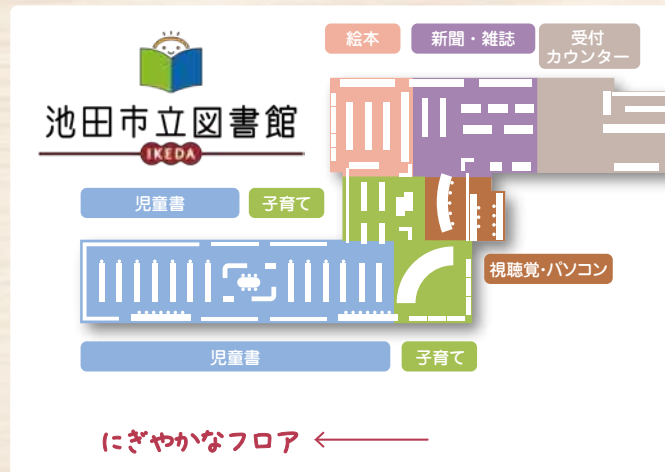 絵本
新聞・雑誌
受付
カウンター
池田市立図書館
IKEDA
児童書
子育て
視聴覚・パソコン
児童書
子育て
にぎやかなフロア ←